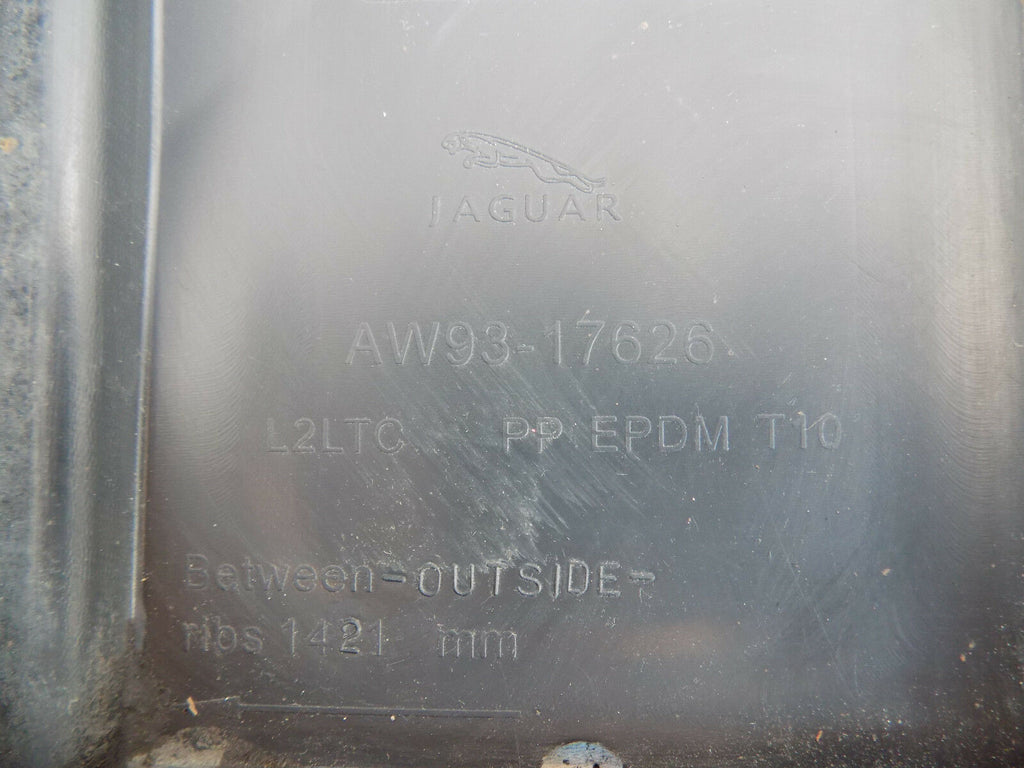 JAGUAR
AW93-17626
L2LTC PP EPDM T10
Between -OUTSIDE-
ribs 1421 mm